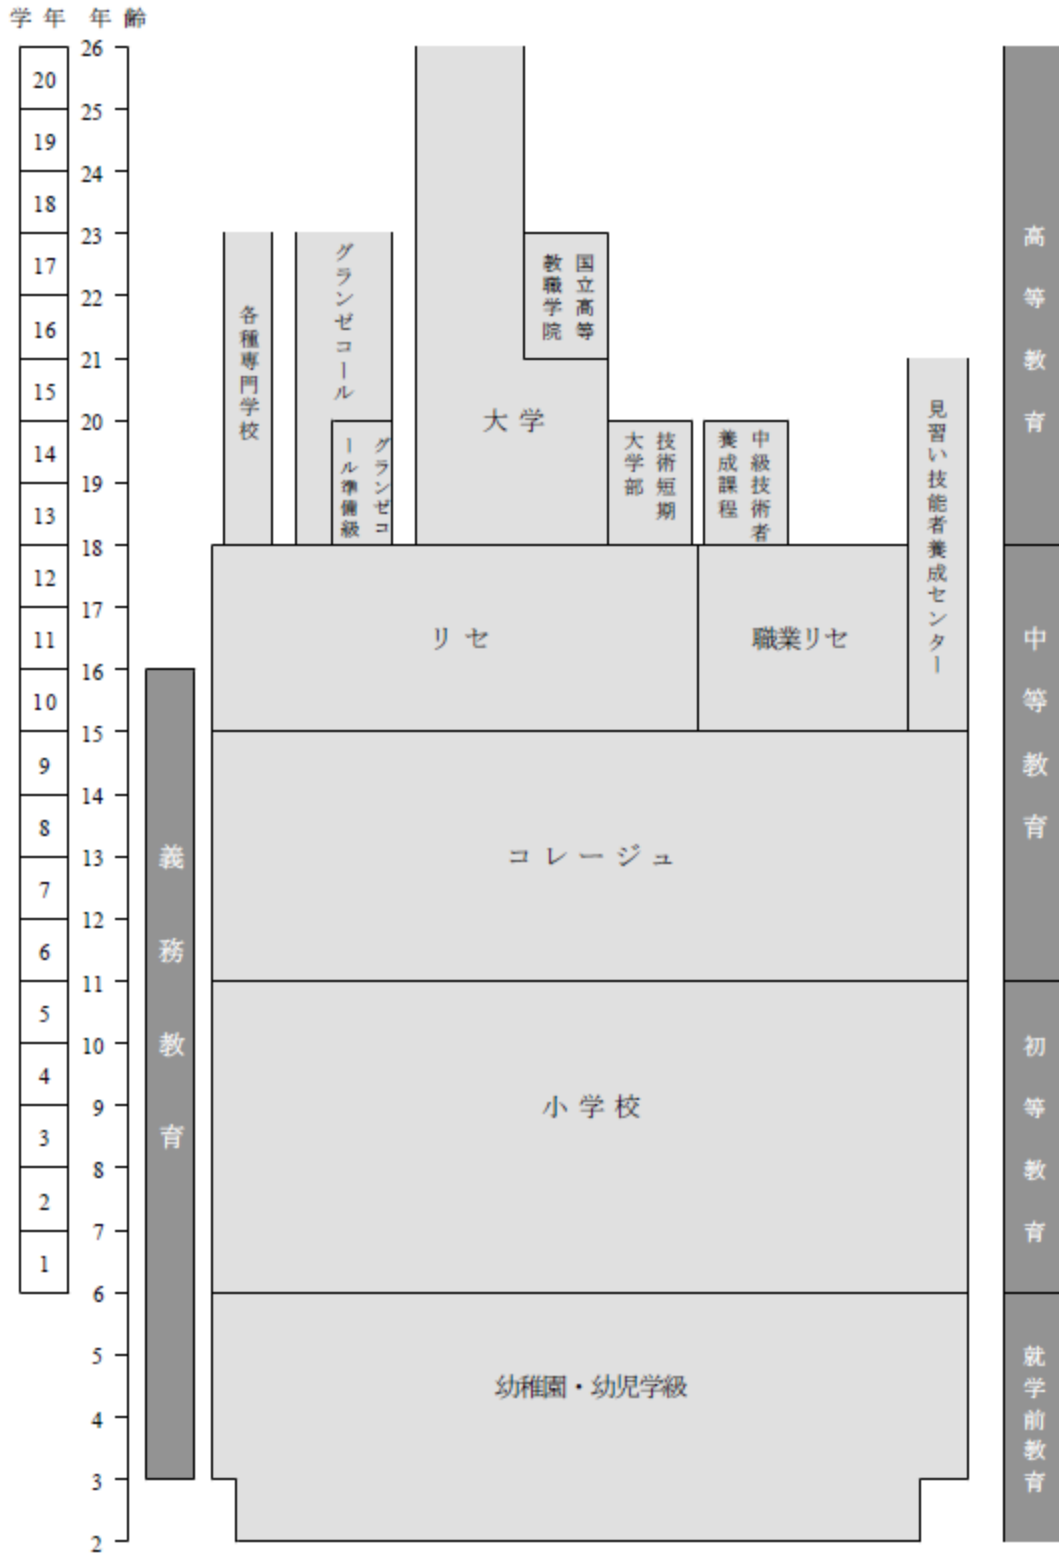 学年 年齢
26
20
25
19
24
18
23
17
22
16
21
15
20
14
19
13
18
12
17
11
16
10
15
9
14
8
13
7
12
6
11
5
10
4
9
3
8
2
7
1
6
5
4
3
2
義務教育
各種専門学校
グランゼコール
グランゼコ
ール準備級
大学
国立高等
教職学院
技術短期
大学部
中級技術者
養成課程
見習い技能者養成センター
リセ
職業リセ
コレージュ
小学校
幼稚園・幼児学級
高等教育
中等教育
初等教育
就学前教育